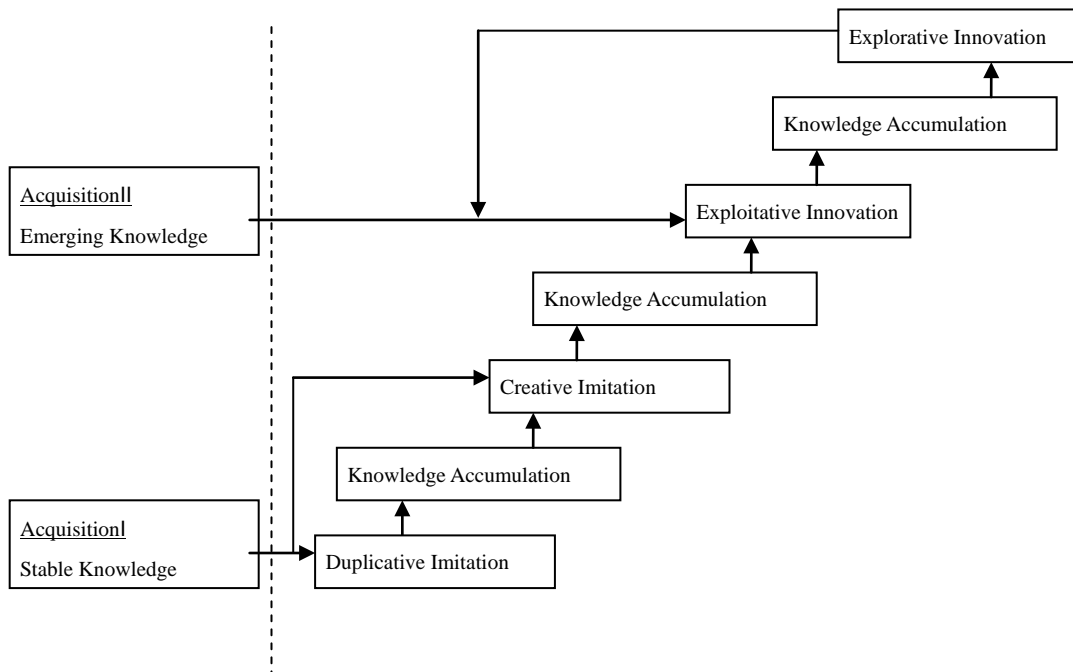 Explorative Innovation
Knowledge Accumulation
AcquisitionⅡ
Emerging Knowledge
Exploitative Innovation
Knowledge Accumulation
Creative Imitation
Knowledge Accumulation
AcquisitionⅠ
Stable Knowledge
Duplicative Imitation